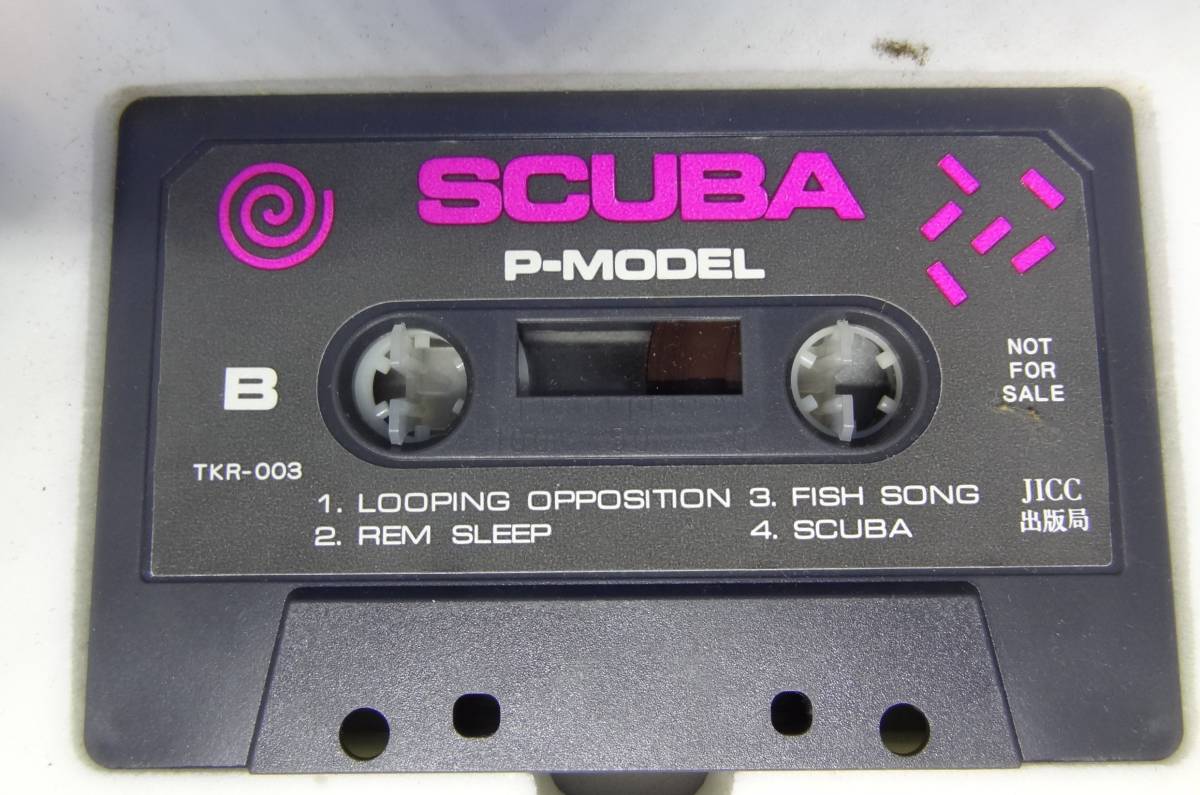 SCUBA
P-MODEL
B
NOT
FOR
SALE
TKR-003
1. LOOPING OPPOSITION
2. REM SLEEP
3. FISH SONG
4. SCUBA
JICC
出版局